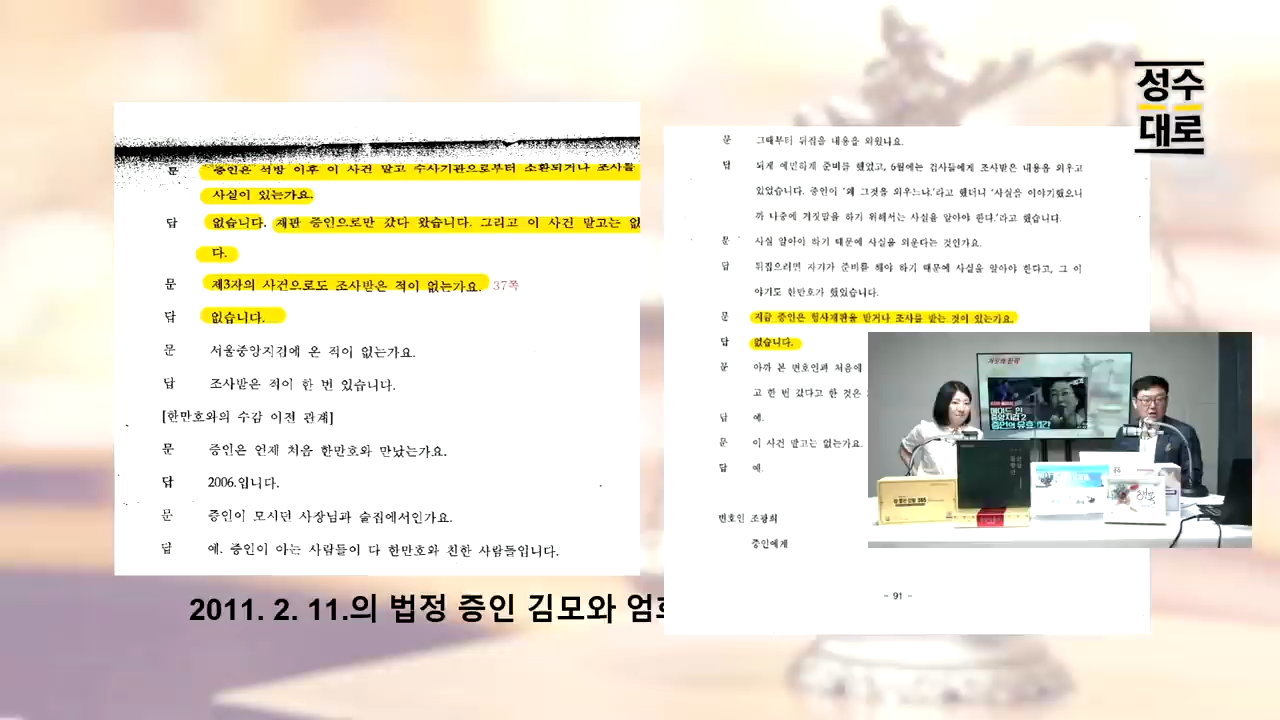 성수
대로
문 증인은 석방 이후 이 사건 말고 수사기관으로부터 소환되거나 조사를
사실이 있는가요.
답 없습니다. 재판 증인으로만 갔다 왔습니다. 그리고 이 사건 말고는 없
다.
문 제3자의 사건으로도 조사받은 적이 없는가요. 37쪽
답 없습니다.
문 서울중앙지검에 온 적이 없는가요.
답 조사받은 적이 한 번 있습니다.
[한만호와의 수감 이전 관계]
문 증인은 언제 처음 한만호와 만났는가요.
답 2006.입니다.
문 증인이 모시던 사장님과 술집에서인가요.
답 예. 증인이 아는 사람들이 다 한만호와 친한 사람들입니다.
2011. 2. 11.의 법정 증인 김모와 엄
문 그때부터 뒤집을 내용을 외웠나요.
답 되게 예민하게 준비를 했었고, 6월에는 검사들에게 조사받은 내용을 외우고
있었습니다. 증인이 '왜 그것을 외우느냐.'라고 했더니 '사실을 이야기했으니
까 나중에 거짓말을 하기 위해서는 사실을 알아야 한다.'라고 했습니다.
문 사실 알아야 하기 때문에 사실을 외운다는 것인가요.
답 뒤집으려면 자기가 준비를 해야 하기 때문에 사실을 알아야 한다고, 그 이
야기도 한만호가 했었습니다.
문 지금 증인은 형사재판을 받거나 조사를 받는 것이 있는가요.
답 없습니다.
문 아까 본 변호인과 처음에
고 한 번 갔다고 한 것은
답 예.
문 이 사건 말고는 없는가요.
답 예.
변호인 조광희
증인에게
- 91 -
메이드 인
중앙지검2
증언의 유효기간